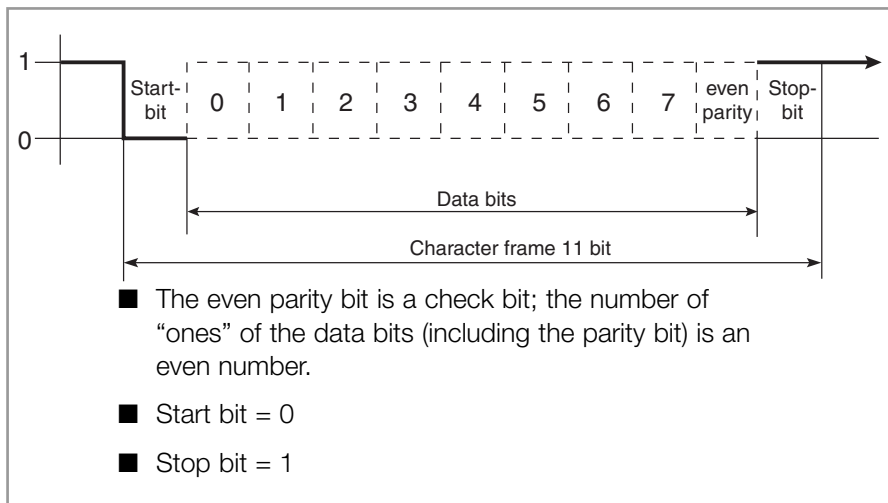 1
Start-
bit
0 1 2 3 4 5 6 7
even
parity
Stop-
bit
0
Data bits
Character frame 11 bit
■ The even parity bit is a check bit; the number of
“ones” of the data bits (including the parity bit) is an
even number.
■ Start bit = 0
■ Stop bit = 1